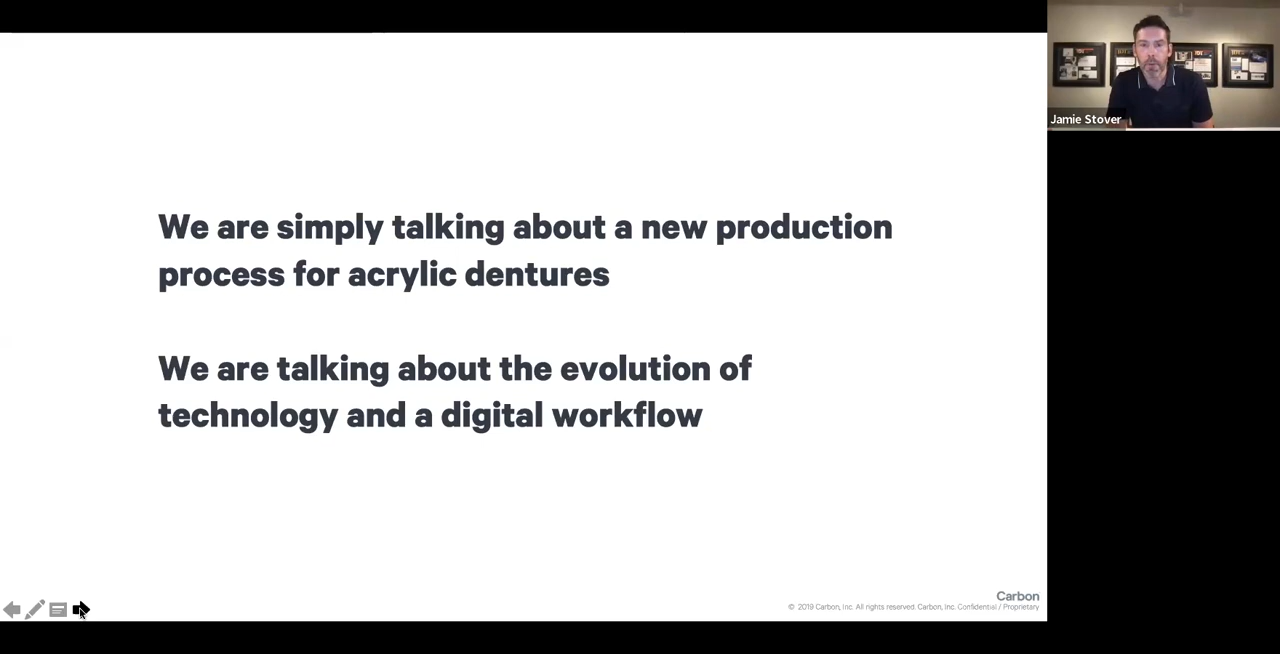 We are simply talking about a new production
process for acrylic dentures
We are talking about the evolution of
technology and a digital workflow
Carbon
© 2019 Carbon, Inc. All rights reserved. Carbon, Inc. Confidential / Proprietary
Jamie Stover